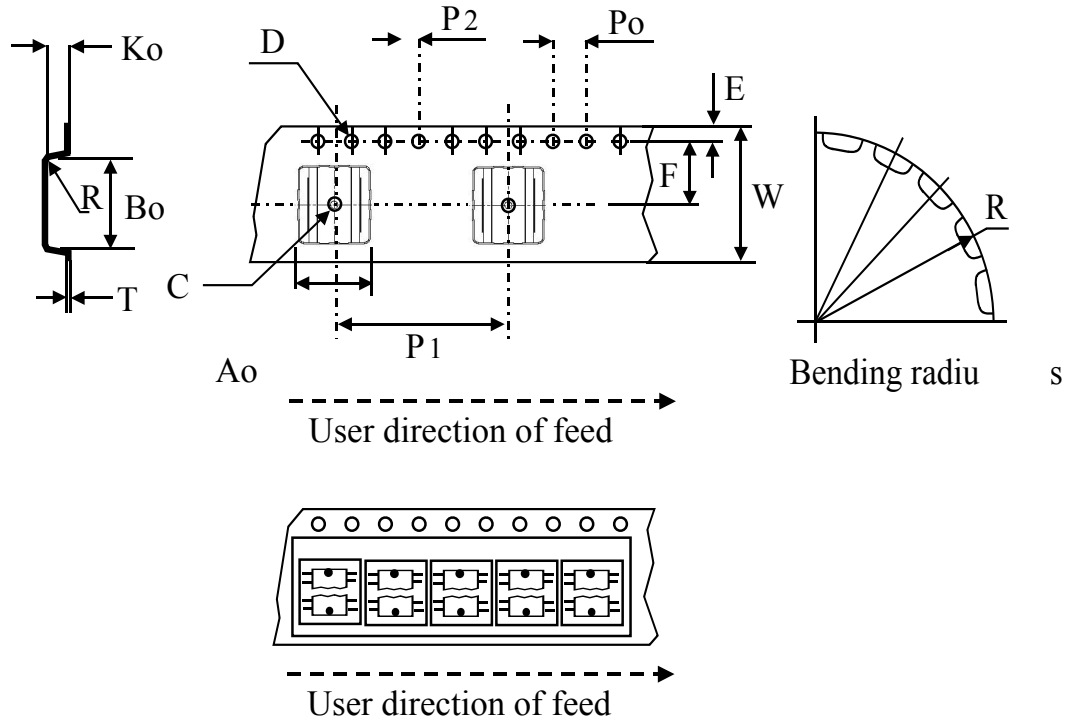 P2
Po
D
Ko
E
F
W
R
Bo
R
C
T
P1
Ao
Bending radiu s
User direction of feed
User direction of feed